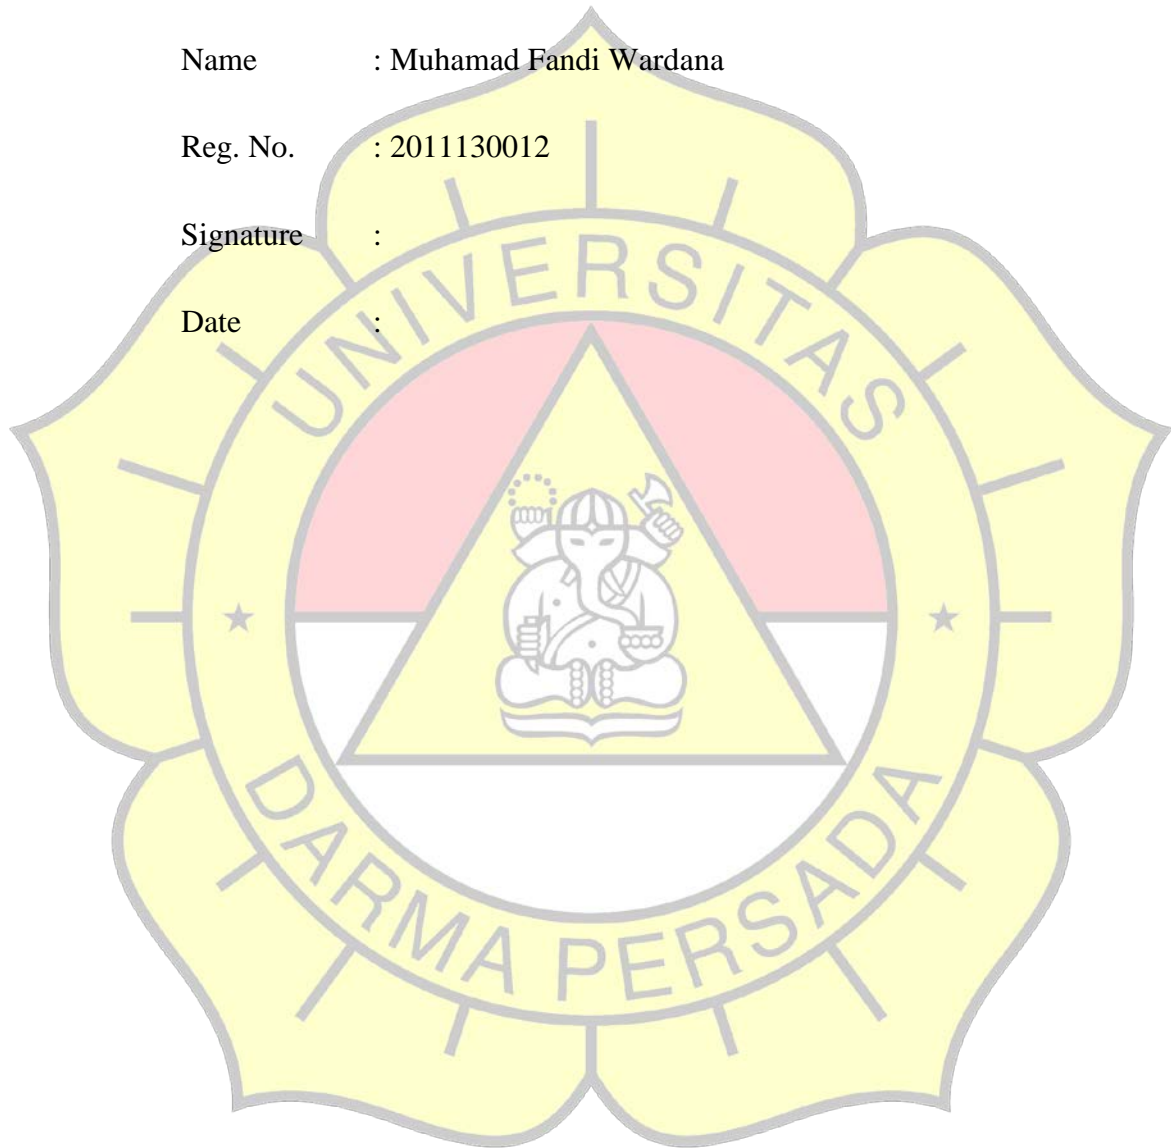 Name : Muhamad Fandi Wardana
Reg. No. : 2011130012
Signature :
Date :
UNIVERSITAS
DARMA PERSADA